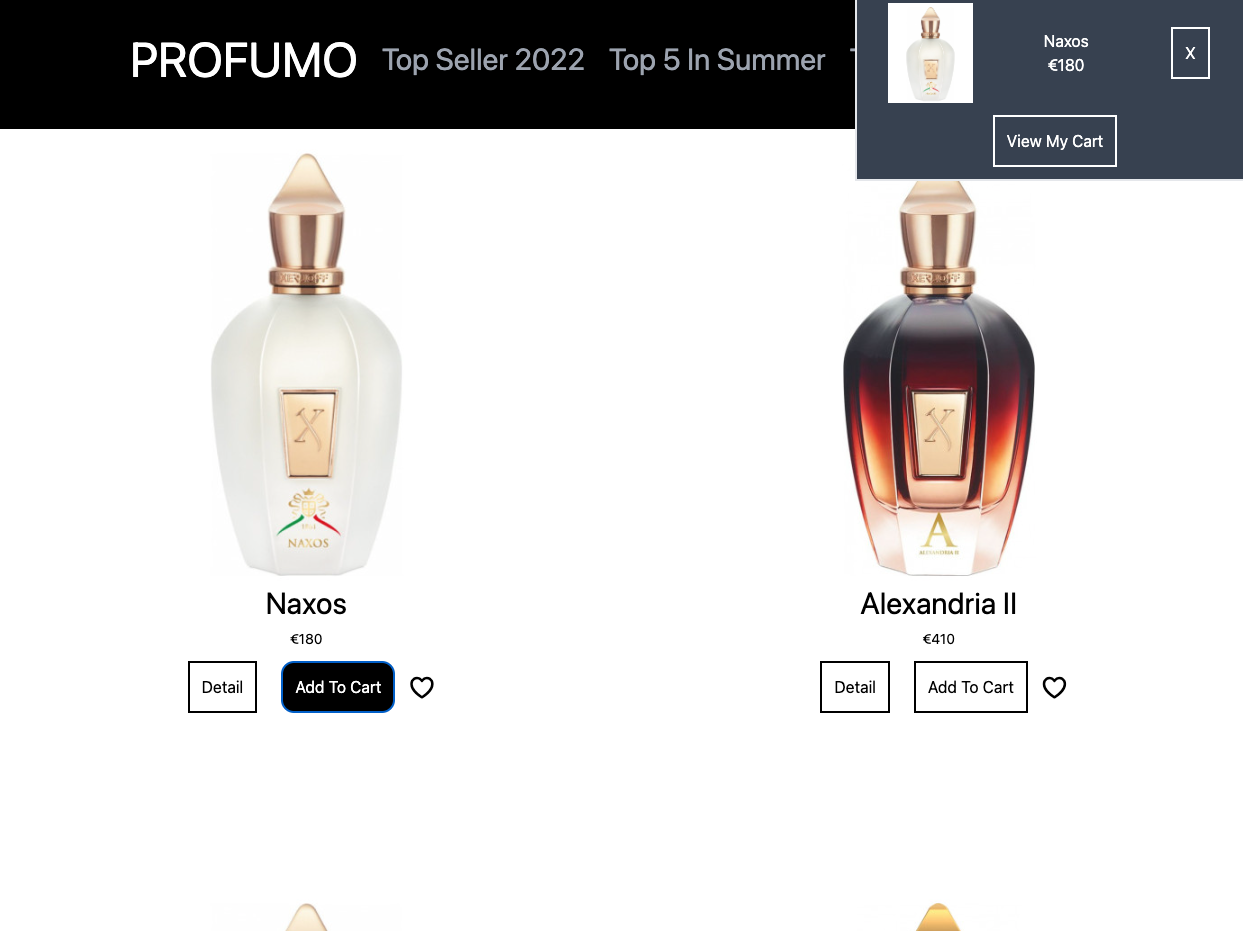 PROFUMO Top Seller 2022 Top 5 In Summer
Naxos
€180
X
View My Cart
XERJOFF
X
NAXOS
XERJOFF
X
A
ALEXANDRIA II
Naxos
€180
Detail
Add To Cart
Alexandria II
€410
Detail
Add To Cart